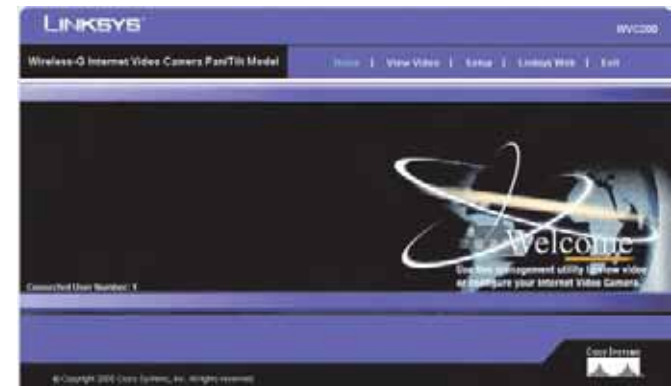 LINKSYS
WVC200
Wireless-G Internet Video Camera Pan/Tilt Model
Home | View Video | Setup | Linksys Web | Exit
Welcome
Use this management utility to view video
or configure your Internet Video Camera.
Connected User Number: 1
Cisco Systems
© Copyright 2005 Cisco Systems, Inc. All rights reserved.